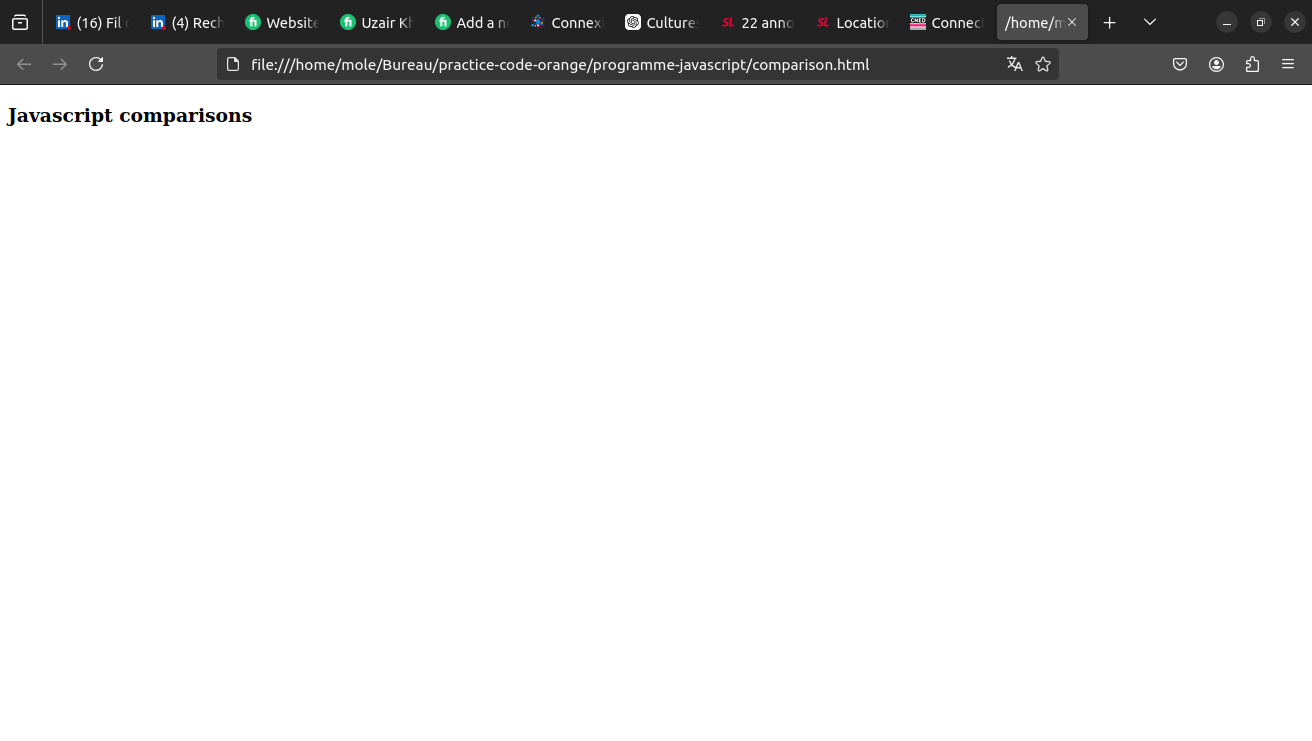 (16) Fil
(4) Rech
Website
Uzair Kh
Add a n
Connexi
Culture
22 anno
Location
Connect
/home/m
file:///home/mole/Bureau/practice-code-orange/programme-javascript/comparison.html
Javascript comparisons